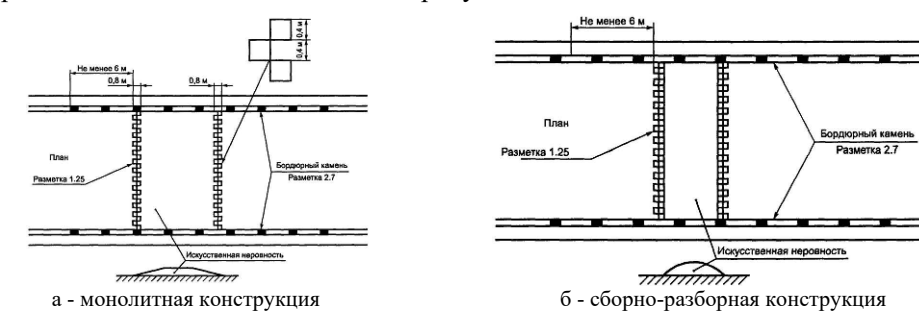 0,4 м
0,4 м
Не менее 6 м
0,8 м
0,8 м
План
Разметка 1.25
Бордюрный камень
Разметка 2.7
Искусственная неровность
а - монолитная конструкция
Не менее 6 м
План
Разметка 1.25
Бордюрный камень
Разметка 2.7
Искусственная неровность
б - сборно-разборная конструкция